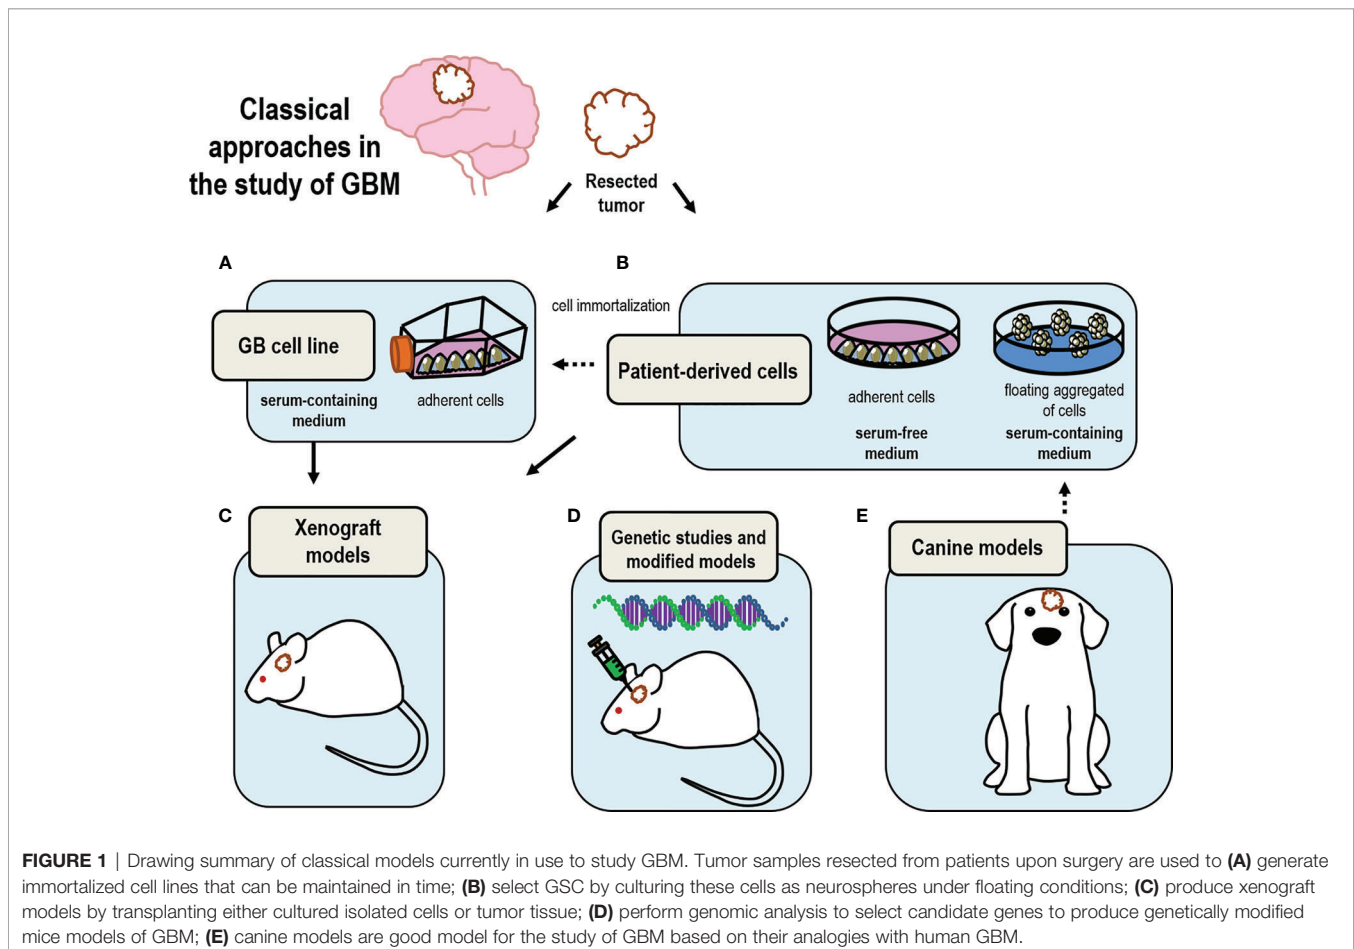 Classical
approaches in
the study of GBM
Resected
tumor
A
GB cell line
serum-containing
medium
adherent cells
cell immortalization
B
Patient-derived cells
adherent cells
serum-free
medium
floating aggregated
of cells
serum-containing
medium
C
Xenograft
models
D
Genetic studies and
modified models
E
Canine models
FIGURE 1 | Drawing summary of classical models currently in use to study GBM. Tumor samples resected from patients upon surgery are used to (A) generate
immortalized cell lines that can be maintained in time; (B) select GSC by culturing these cells as neurospheres under floating conditions; (C) produce xenograft
models by transplanting either cultured isolated cells or tumor tissue; (D) perform genomic analysis to select candidate genes to produce genetically modified
mice models of GBM; (E) canine models are good model for the study of GBM based on their analogies with human GBM.